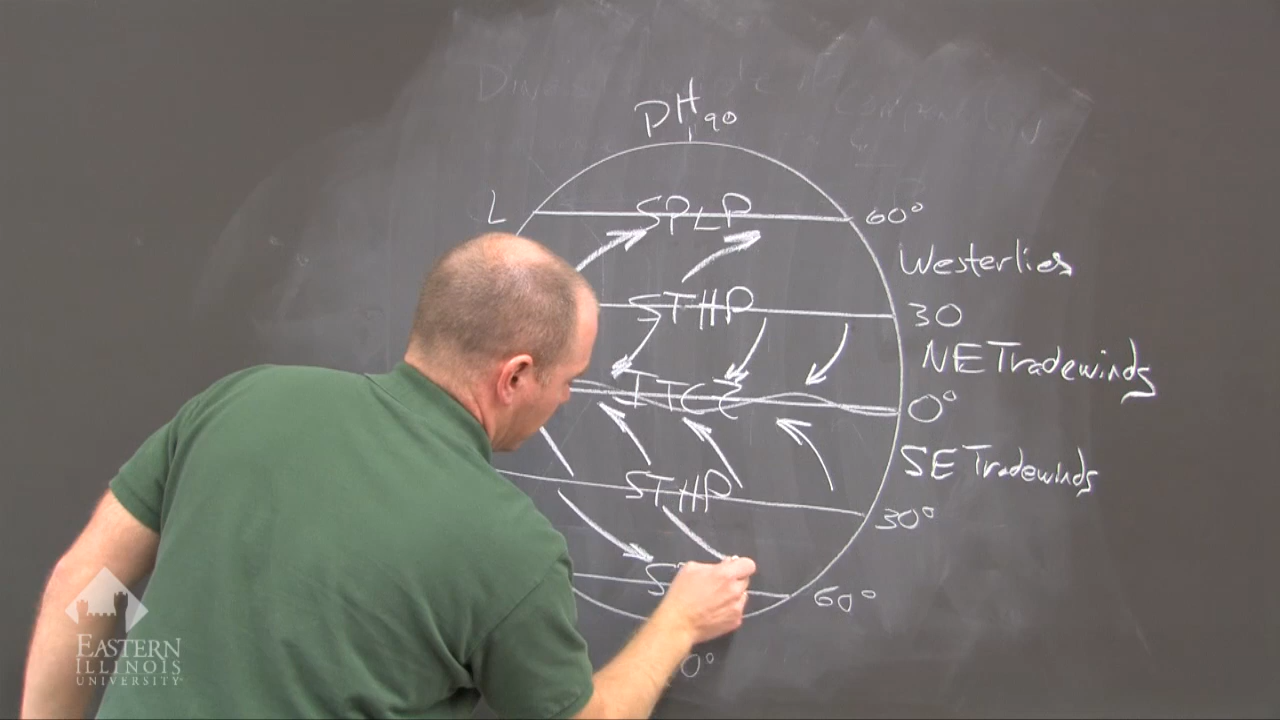 PH 90
L SPLP 60°
Westerlies
STHP 30
NE Tradewinds
ITCZ 0°
SE Tradewinds
STHP 30°
60°
0°
EASTERN
ILLINOIS
UNIVERSITY